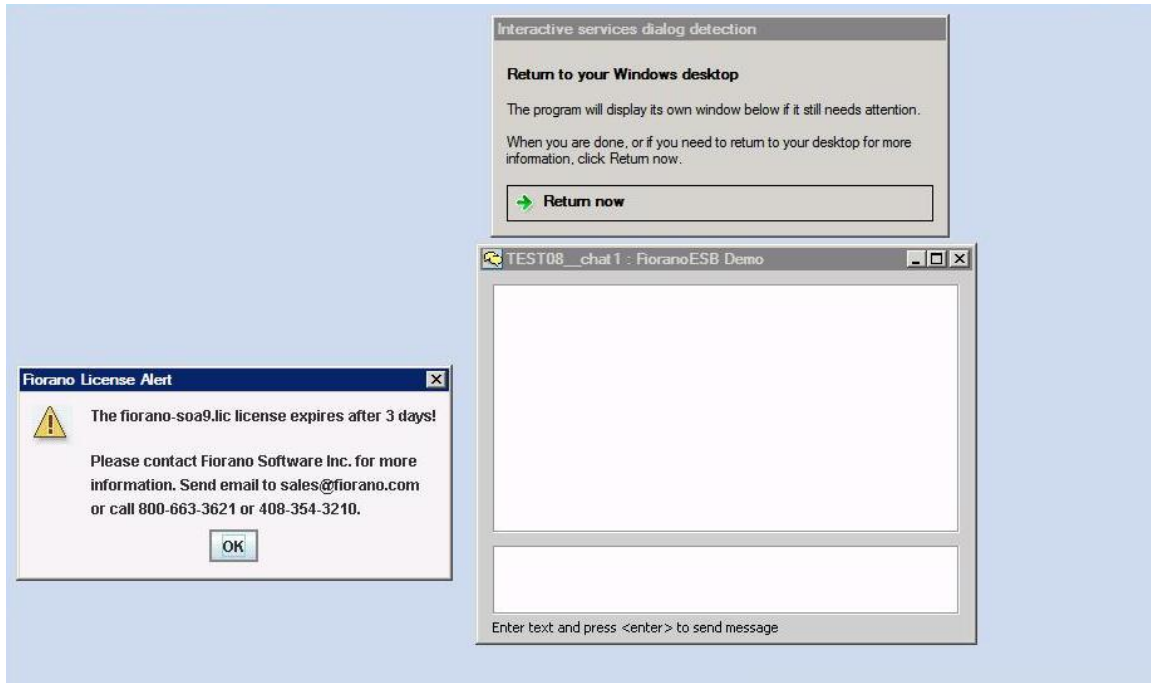 Interactive services dialog detection
Return to your Windows desktop
The program will display its own window below if it still needs attention.
When you are done, or if you need to return to your desktop for more
information, click Return now.
Return now
TEST08__chat1 : FioranoESB Demo
Fiorano License Alert
The fiorano-soa9.lic license expires after 3 days!
Please contact Fiorano Software Inc. for more
information. Send email to sales@fiorano.com
or call 800-663-3621 or 408-354-3210.
OK
Enter text and press <enter> to send message